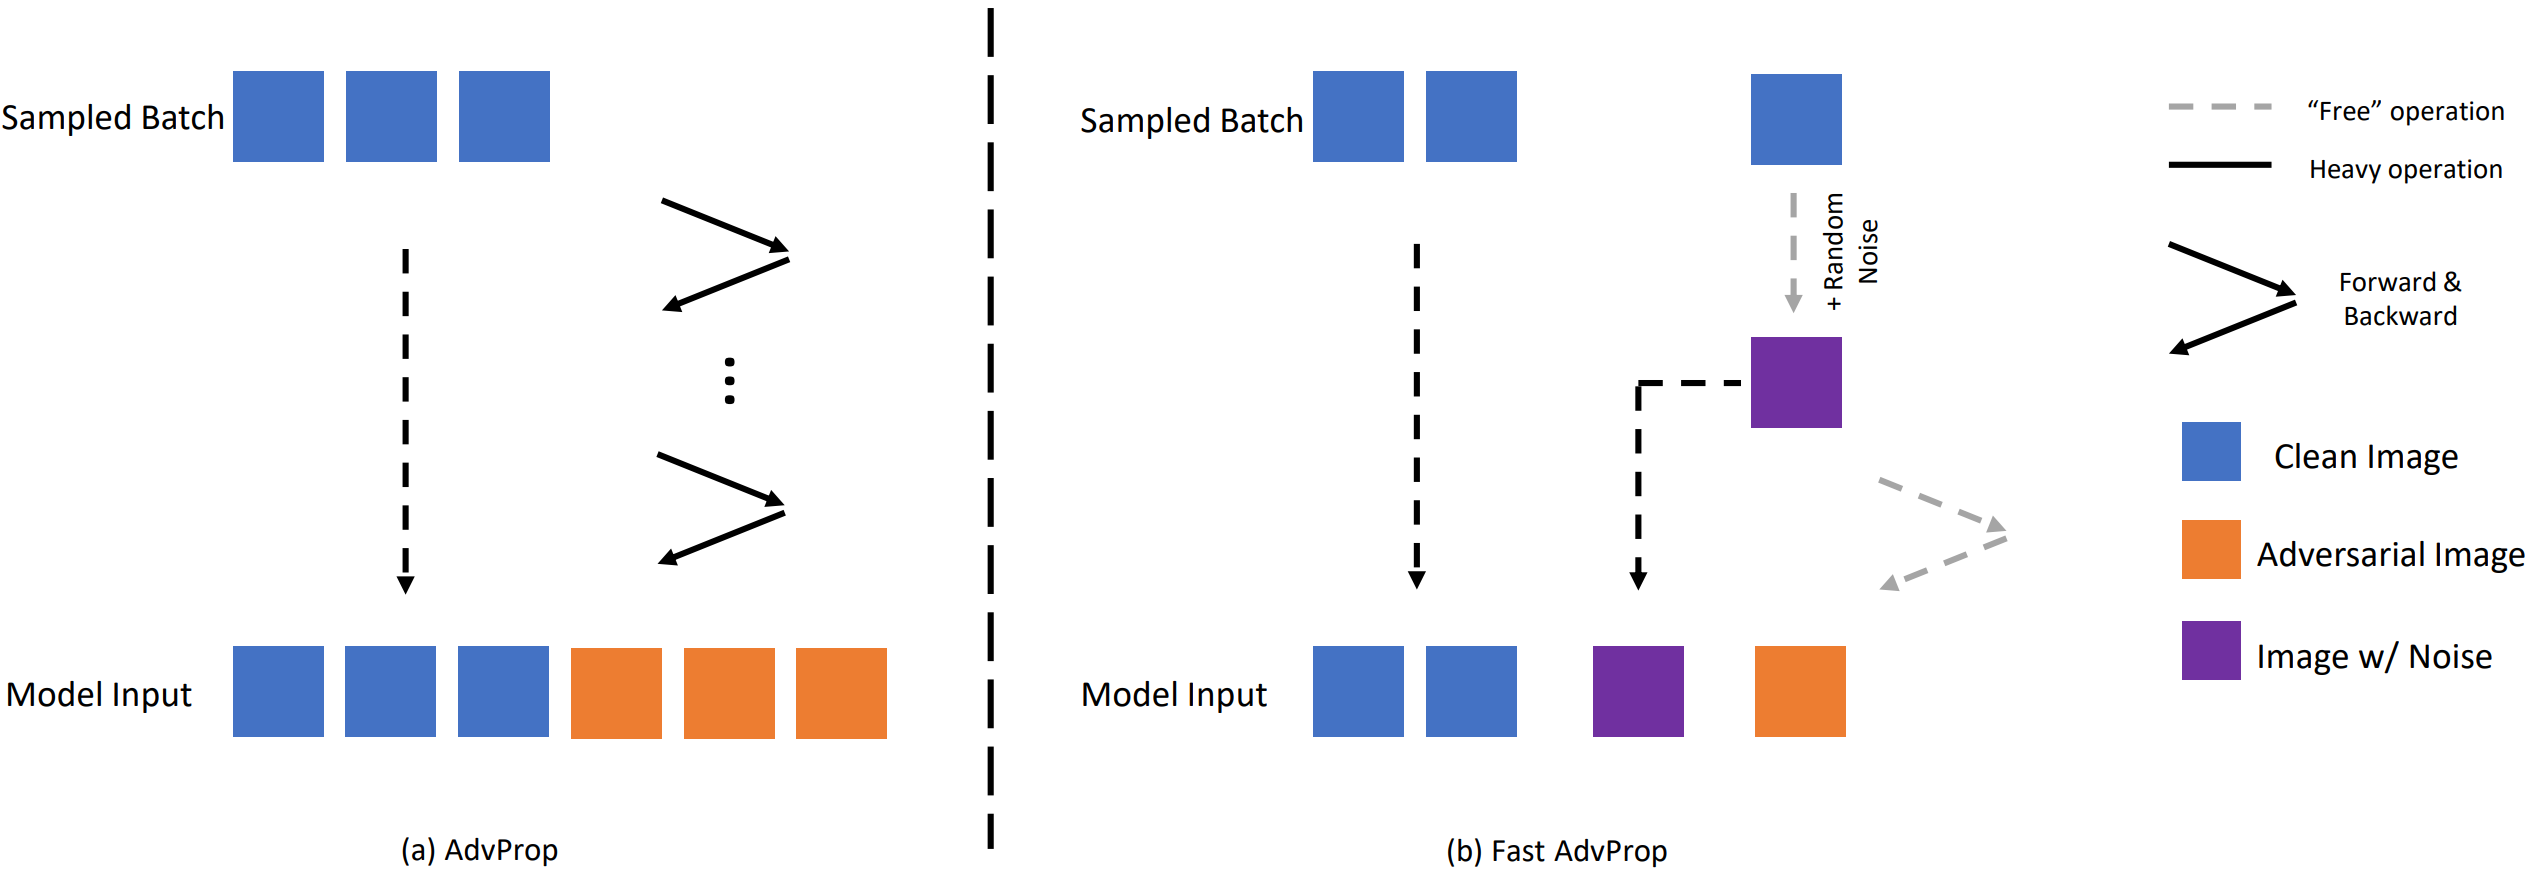 Sampled Batch
Model Input
(a) AdvProp
Sampled Batch
+ Random
Noise
Model Input
(b) Fast AdvProp
“Free” operation
Heavy operation
Forward &
Backward
Clean Image
Adversarial Image
Image w/ Noise